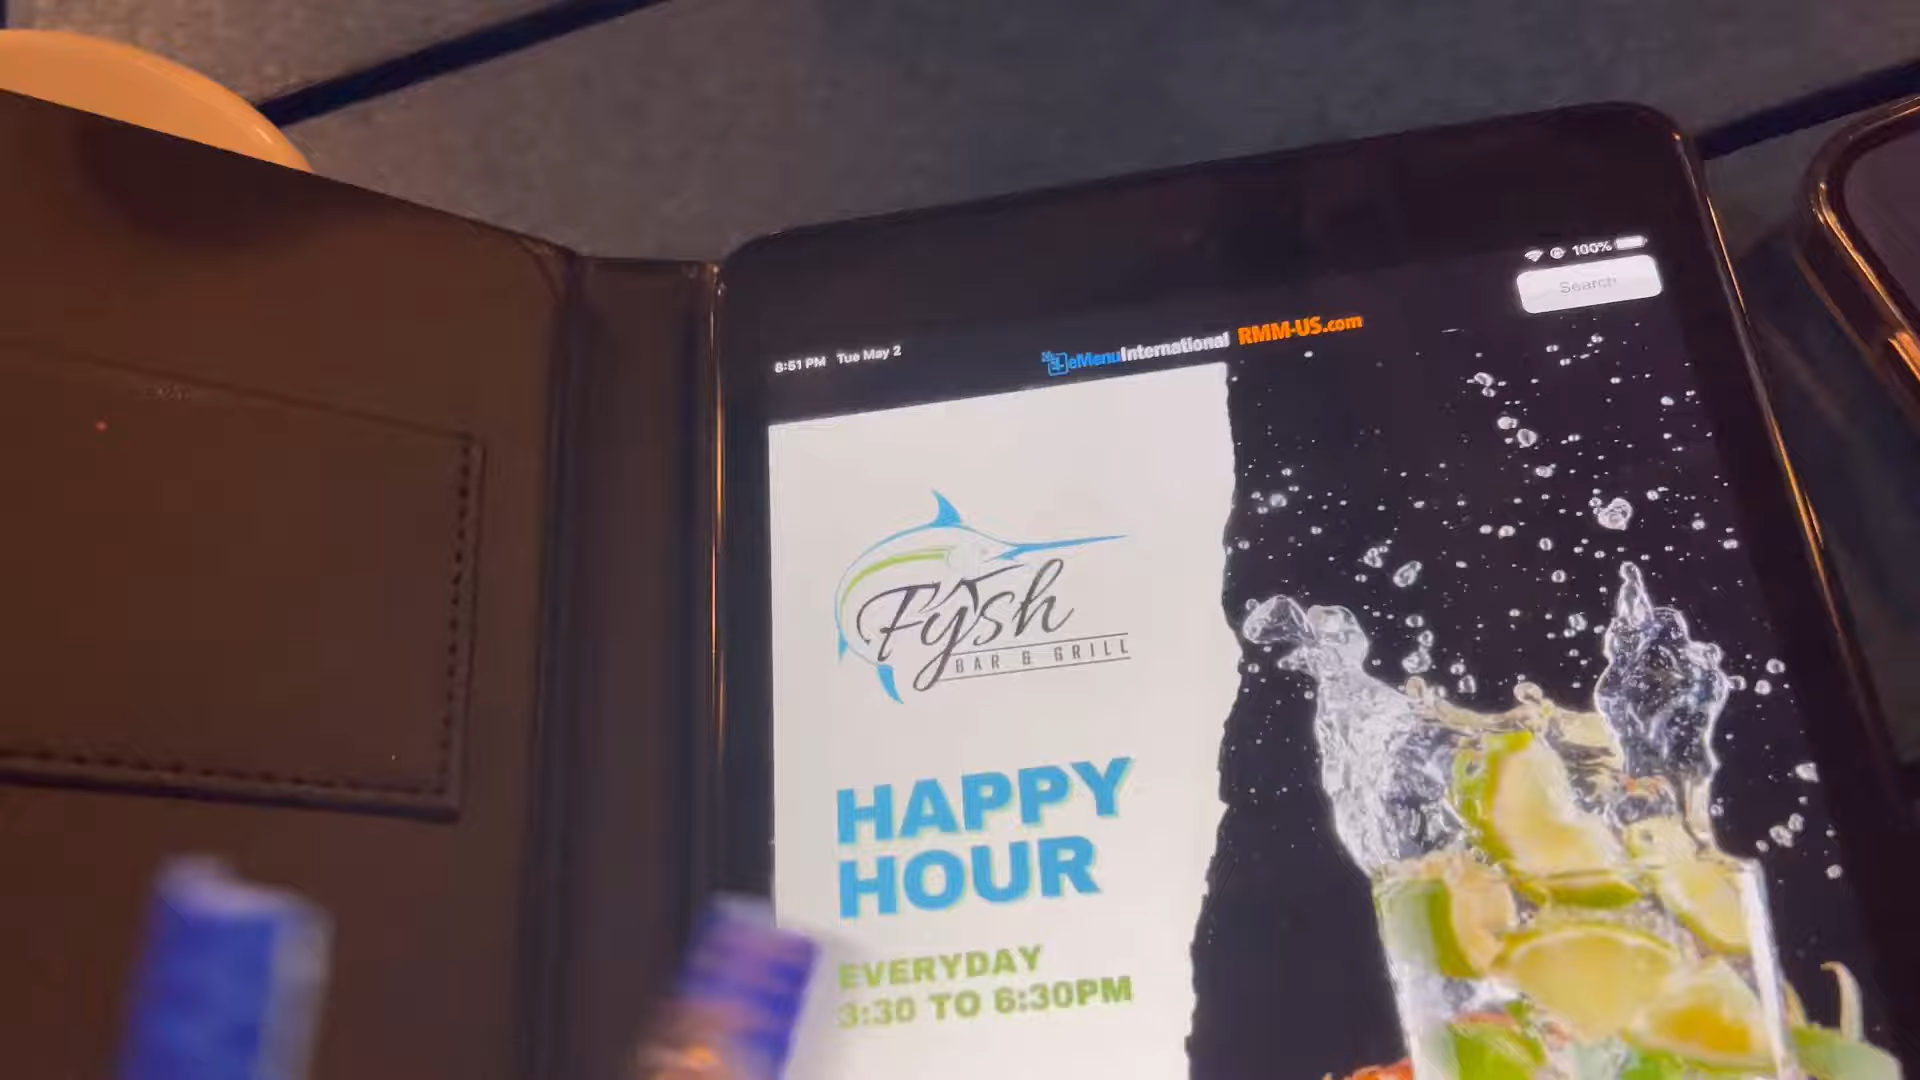 8:51 PM Tue May 2
100%
Search
eMenuInternational RMM-US.com
Fysh
BAR & GRILL
HAPPY
HOUR
EVERYDAY
3:30 TO 6:30PM